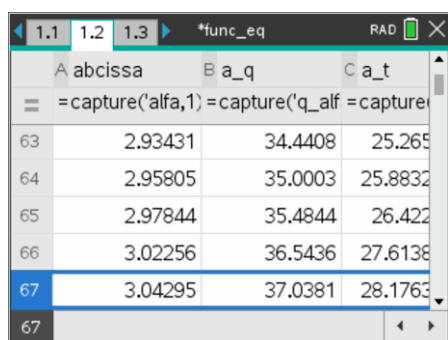 1.1 1.2 1.3 *func_eq RAD
A abcissa B a_q C a_t
= =capture('alfa,1) =capture('q_alf =capture(
63 2.93431 34.4408 25.265
64 2.95805 35.0003 25.8832
65 2.97844 35.4844 26.422
66 3.02256 36.5436 27.6138
67 3.04295 37.0381 28.1763
67